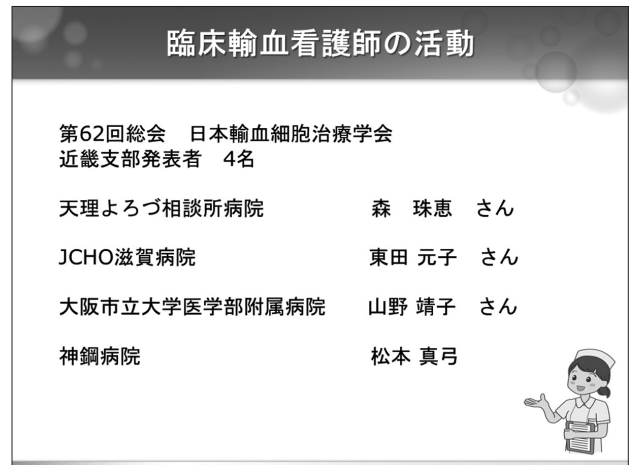 臨床輸血看護師の活動
第62回総会　日本輸血細胞治療学会
近畿支部発表者　4名
天理よろづ相談所病院　森　珠恵　さん
JCHO滋賀病院　東田 元子　さん
大阪市立大学医学部附属病院　山野 靖子　さん
神鋼病院　松本 真弓